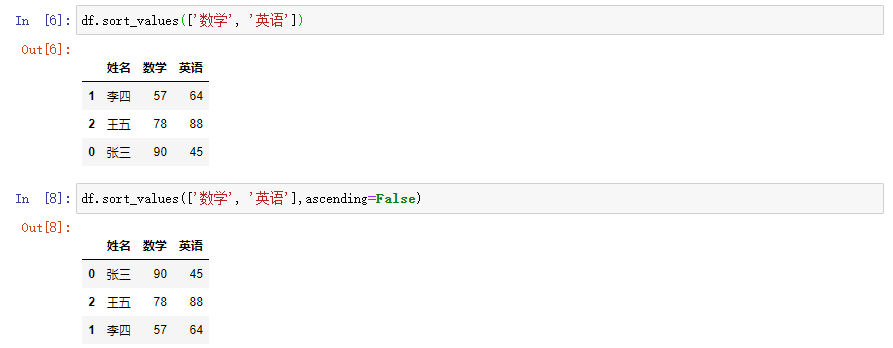 In [6]: df.sort_values(['数学', '英语'])
Out[6]:
姓名 数学 英语
1 李四 57 64
2 王五 78 88
0 张三 90 45
In [8]: df.sort_values(['数学', '英语'],ascending=False)
Out[8]:
姓名 数学 英语
0 张三 90 45
2 王五 78 88
1 李四 57 64